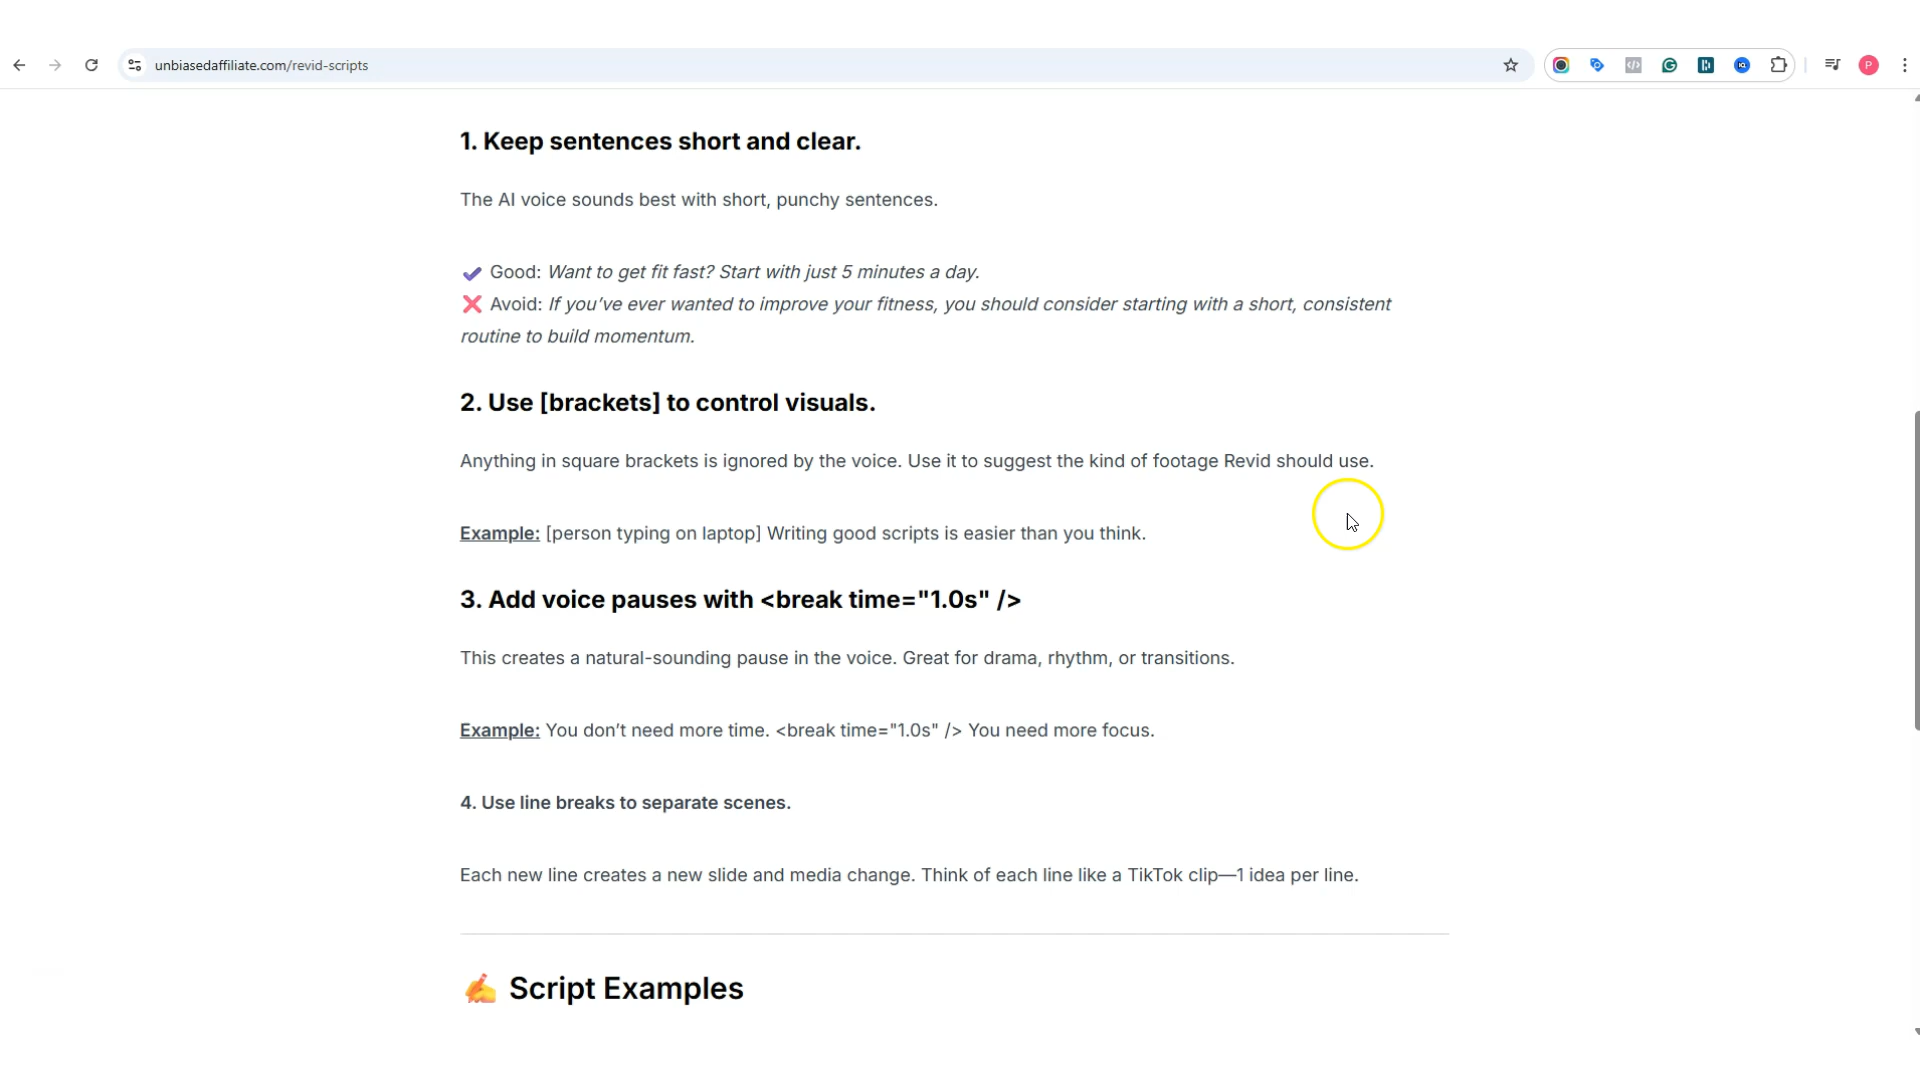 unbiasedaffiliate.com/revid-scripts
P
1. Keep sentences short and clear.
The AI voice sounds best with short, punchy sentences.
✔ Good: Want to get fit fast? Start with just 5 minutes a day.
❌ Avoid: If you’ve ever wanted to improve your fitness, you should consider starting with a short, consistent
routine to build momentum.
2. Use [brackets] to control visuals.
Anything in square brackets is ignored by the voice. Use it to suggest the kind of footage Revid should use.
Example: [person typing on laptop] Writing good scripts is easier than you think.
3. Add voice pauses with <break time="1.0s" />
This creates a natural-sounding pause in the voice. Great for drama, rhythm, or transitions.
Example: You don’t need more time. <break time="1.0s" /> You need more focus.
4. Use line breaks to separate scenes.
Each new line creates a new slide and media change. Think of each line like a TikTok clip—1 idea per line.
✍ Script Examples